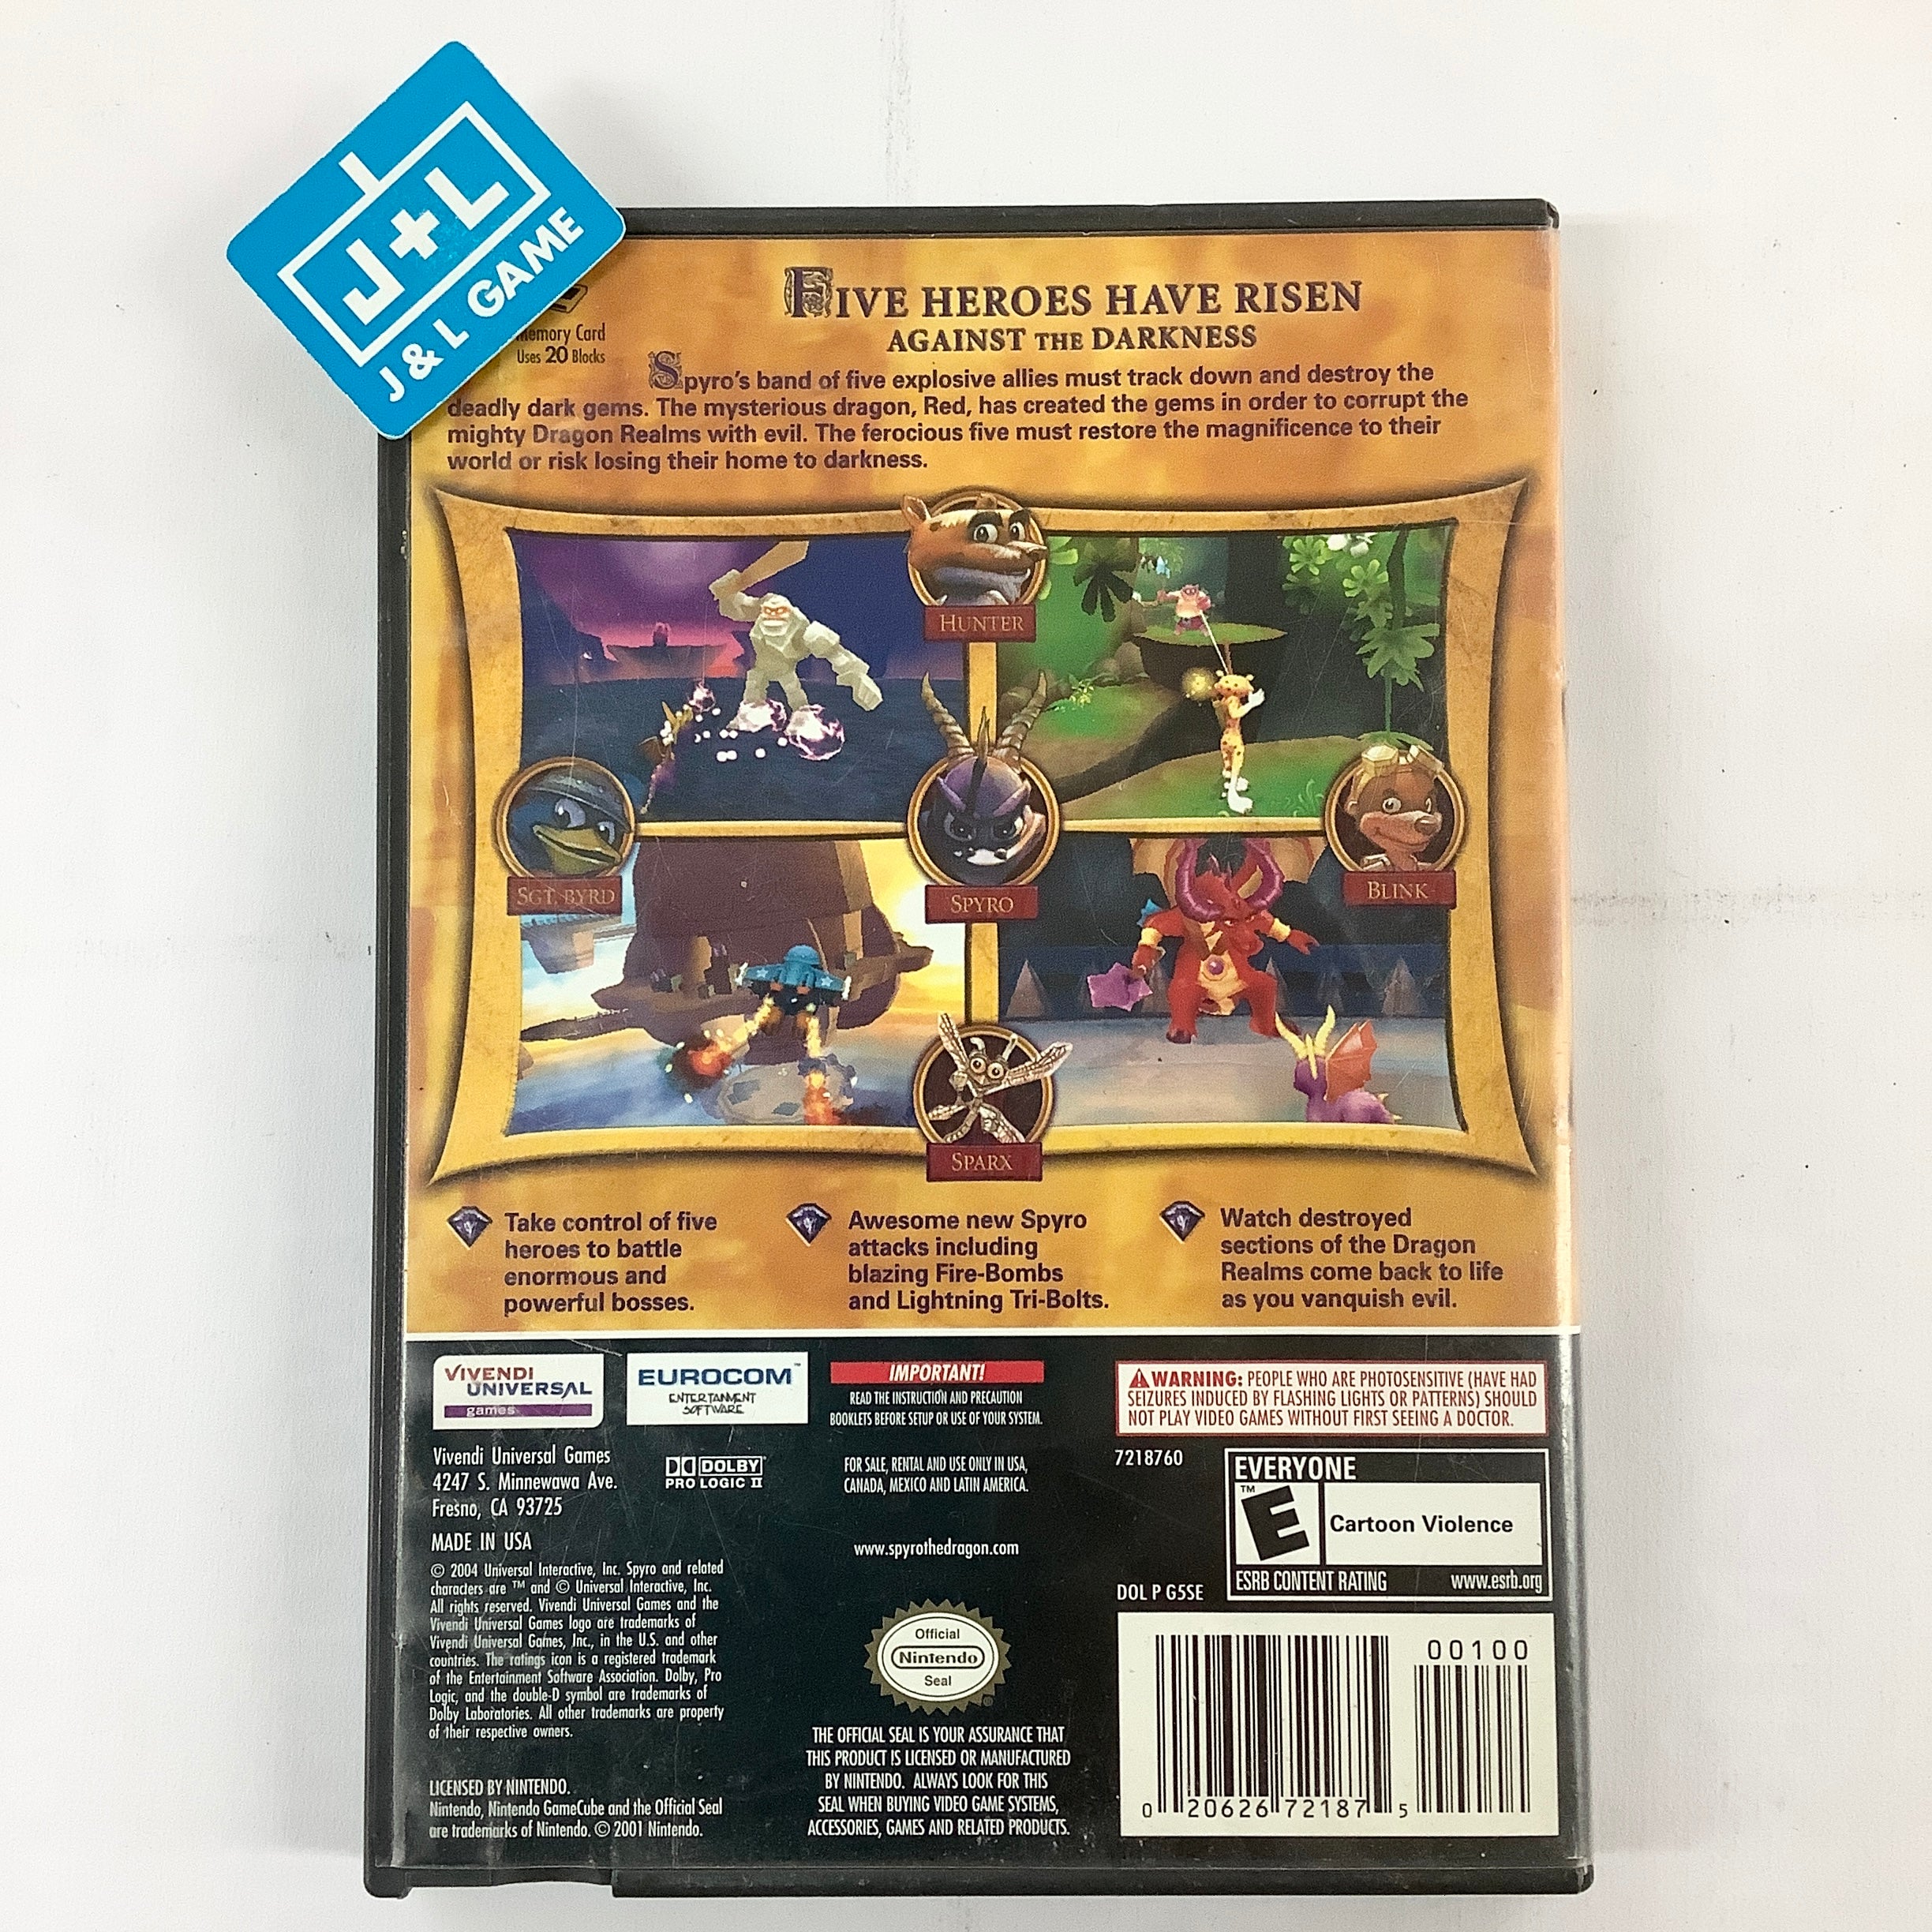 J+L
J & L GAME
Memory Card
Uses 20 Blocks
FIVE HEROES HAVE RISEN
AGAINST THE DARKNESS
Spyro's band of five explosive allies must track down and destroy the
deadly dark gems. The mysterious dragon, Red, has created the gems in order to corrupt the
mighty Dragon Realms with evil. The ferocious five must restore the magnificence to their
world or risk losing their home to darkness.
HUNTER
SGT. BYRD
SPYRO
BLINK
SPARX
Take control of five
heroes to battle
enormous and
powerful bosses.
Awesome new Spyro
attacks including
blazing Fire-Bombs
and Lightning Tri-Bolts.
Watch destroyed
sections of the Dragon
Realms come back to life
as you vanquish evil.
VIVENDI
UNIVERSAL
games
EUROCOM™
ENTERTAINMENT
SOFTWARE
IMPORTANT!
READ THE INSTRUCTION AND PRECAUTION
BOOKLETS BEFORE SETUP OR USE OF YOUR SYSTEM.
WARNING: PEOPLE WHO ARE PHOTOSENSITIVE (HAVE HAD
SEIZURES INDUCED BY FLASHING LIGHTS OR PATTERNS) SHOULD
NOT PLAY VIDEO GAMES WITHOUT FIRST SEEING A DOCTOR.
Vivendi Universal Games
4247 S. Minnewawa Ave.
Fresno, CA 93725
MADE IN USA
DOLBY
PRO LOGIC II
FOR SALE, RENTAL AND USE ONLY IN USA,
CANADA, MEXICO AND LATIN AMERICA.
www.spyrothedragon.com
7218760
EVERYONE
™
E
Cartoon Violence
ESRB CONTENT RATING www.esrb.org
DOL P G5SE
© 2004 Universal Interactive, Inc. Spyro and related
characters are ™ and © Universal Interactive, Inc.
All rights reserved. Vivendi Universal Games and the
Vivendi Universal Games logo are trademarks of
Vivendi Universal Games, Inc., in the U.S. and other
countries. The ratings icon is a registered trademark
of the Entertainment Software Association. Dolby, Pro
Logic, and the double-D symbol are trademarks of
Dolby Laboratories. All other trademarks are property
of their respective owners.
LICENSED BY NINTENDO.
Nintendo, Nintendo GameCube and the Official Seal
are trademarks of Nintendo. © 2001 Nintendo.
Official
Nintendo
Seal
®
THE OFFICIAL SEAL IS YOUR ASSURANCE THAT
THIS PRODUCT IS LICENSED OR MANUFACTURED
BY NINTENDO. ALWAYS LOOK FOR THIS
SEAL WHEN BUYING VIDEO GAME SYSTEMS,
ACCESSORIES, GAMES AND RELATED PRODUCTS.
00100
0 20626 72187 5